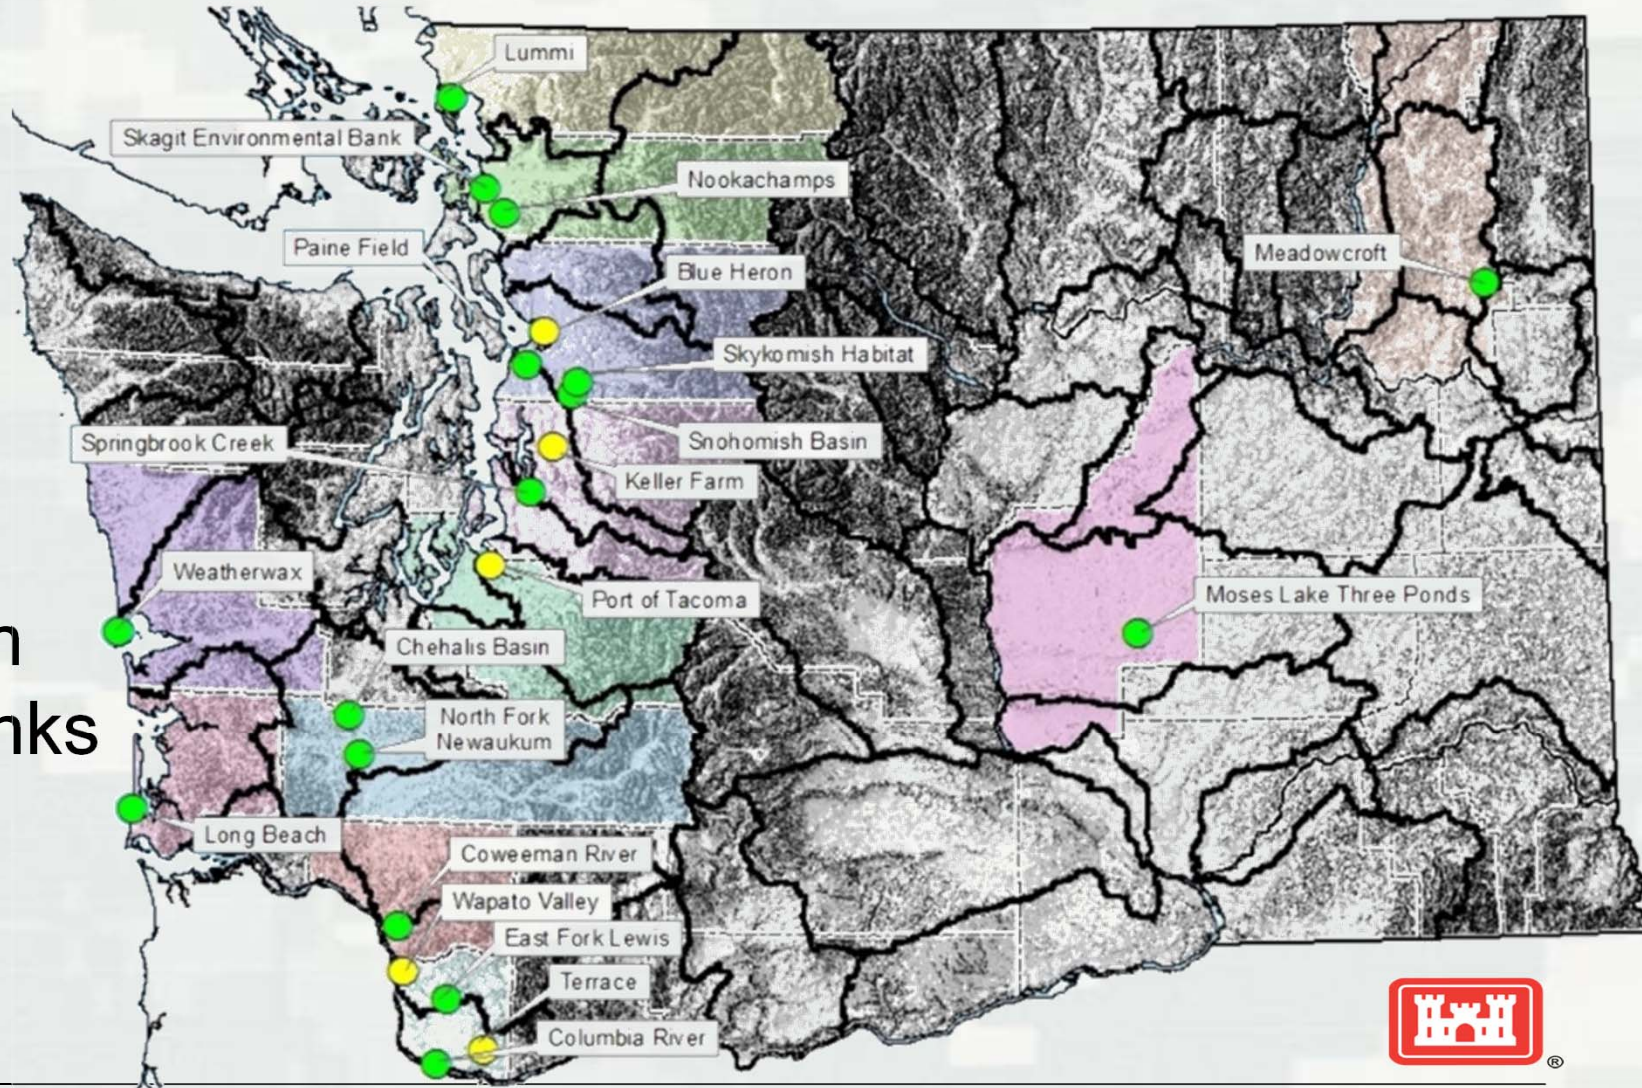 Lummi
Skagit Environmental Bank
Nookachamps
Paine Field
Blue Heron
Meadowcroft
Skykomish Habitat
Springbrook Creek
Snohomish Basin
Keller Farm
Weatherwax
Port of Tacoma
Moses Lake Three Ponds
n
Chehalis Basin
nks
North Fork
Newaukum
Long Beach
Coweeman River
Wapato Valley
East Fork Lewis
Terrace
Columbia River
®